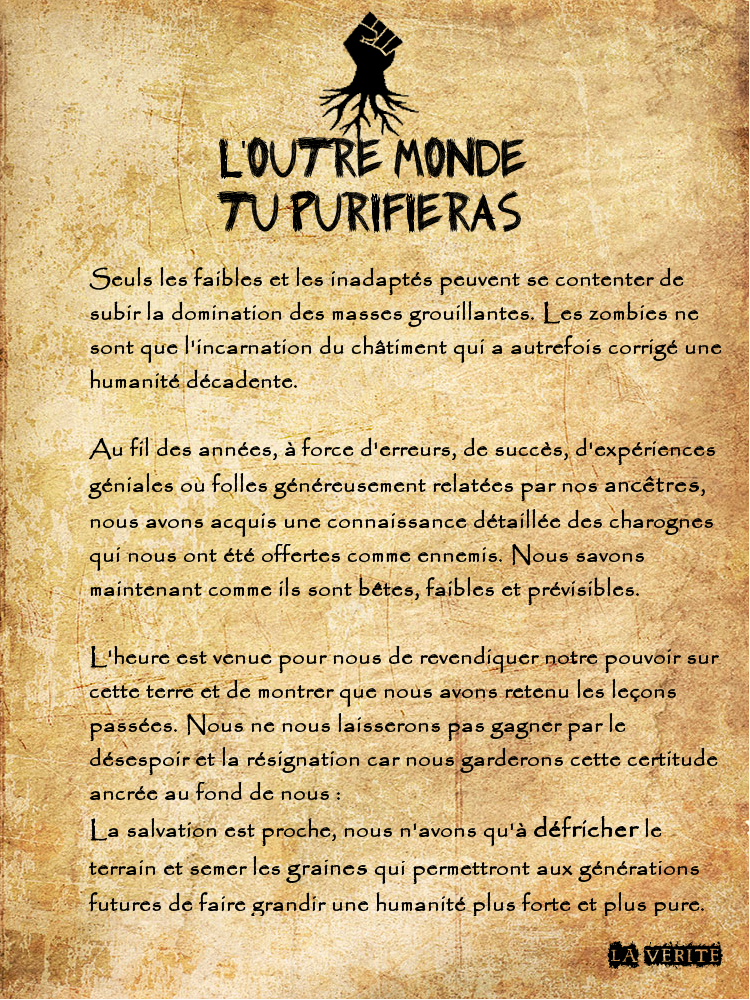 L'OUTRE MONDE
TU PURIFIERAS
Seuls les faibles et les inadaptés peuvent se contenter de
subir la domination des masses grouillantes. Les zombies ne
sont que l'incarnation du châtiment qui a autrefois corrigé une
humanité décadente.
Au fil des années, à force d'erreurs, de succès, d'expériences
géniales ou folles généreusement relatées par nos ancêtres,
nous avons acquis une connaissance détaillée des charognes
qui nous ont été offertes comme ennemis. Nous savons
maintenant comme ils sont bêtes, faibles et prévisibles.
L'heure est venue pour nous de revendiquer notre pouvoir sur
cette terre et de montrer que nous avons retenu les leçons
passées. Nous ne nous laisserons pas gagner par le
désespoir et la résignation car nous garderons cette certitude
ancrée au fond de nous :
La salvation est proche, nous n'avons qu'à défricher le
terrain et semer les graines qui permettront aux générations
futures de faire grandir une humanité plus forte et plus pure.
LA VERITE